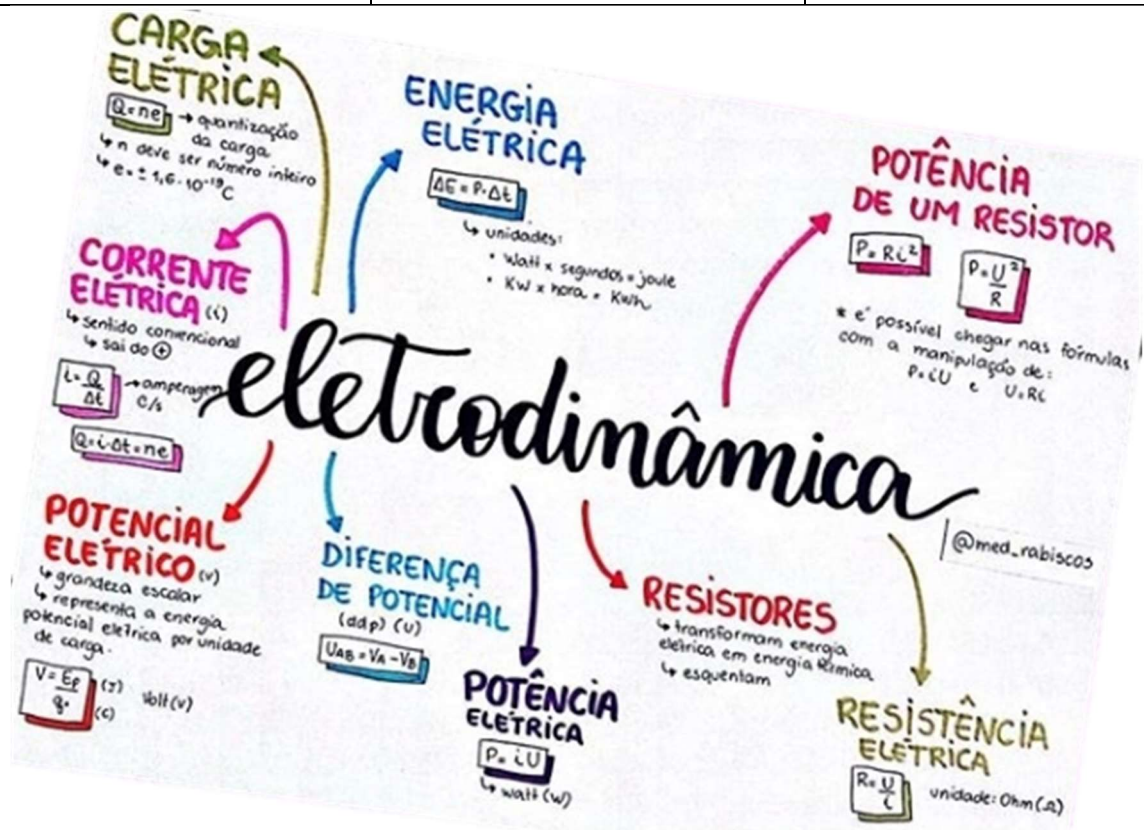 CARGA
ELÉTRICA
Q=ne → quantização
da carga
↳ n deve ser número inteiro
↳ e=±1,6·10⁻¹⁹C
ENERGIA
ELÉTRICA
ΔE=P·Δt
↳ unidades:
• Watt x segundos = joule
• KW x hora = KWh
POTÊNCIA
DE UM RESISTOR
P=Ri²
P=U²/R
* é possível chegar nas fórmulas
com a manipulação de:
P=iU e U=Ri
CORRENTE
ELÉTRICA (i)
↳ sentido convencional
↳ sai do ⊕
i=Q/Δt → amperagem
C/s
Q=i·Δt=ne
eletrodinâmica
@med_rabiscos
POTENCIAL
ELÉTRICO (V)
↳ grandeza escalar
↳ representa a energia
potencial elétrica por unidade
de carga.
V=Ep/q (J) (C) Volt (V)
DIFERENÇA
DE POTENCIAL
(ddp) (U)
UAB=VA-VB
POTÊNCIA
ELÉTRICA
P=iU
↳ watt (W)
RESISTORES
↳ transformam energia
elétrica em energia térmica
↳ esquentam
RESISTÊNCIA
ELÉTRICA
R=U/i unidade: Ohm (Ω)